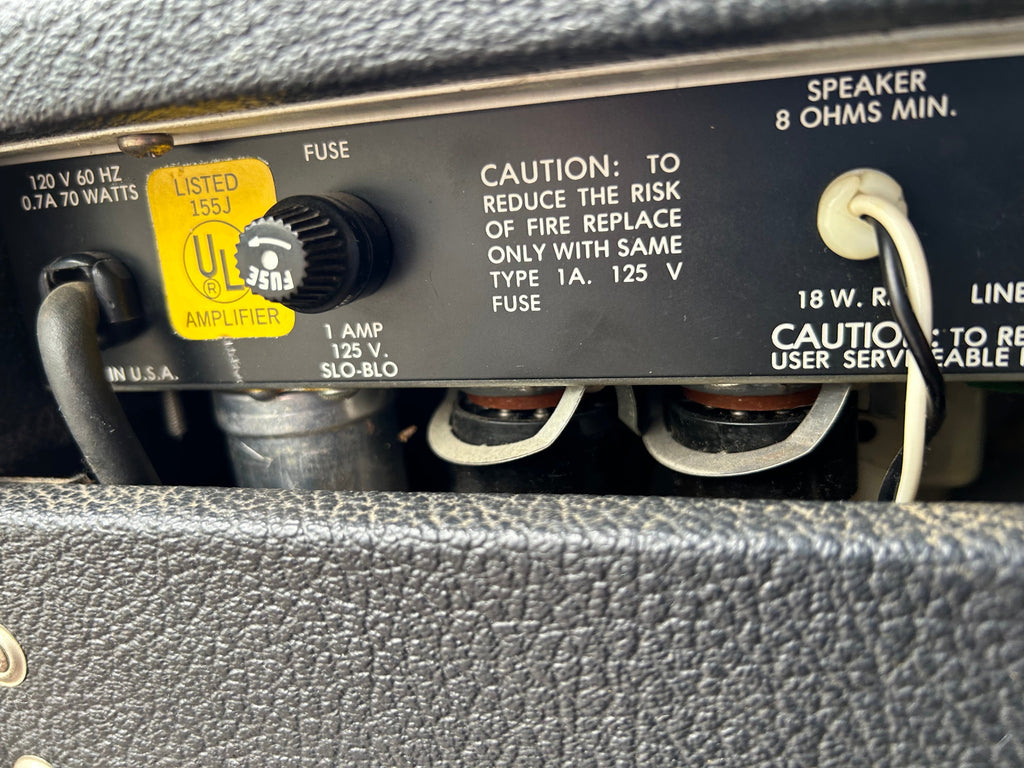 SPEAKER
8 OHMS MIN.
FUSE
120 V 60 HZ
0.7A 70 WATTS
LISTED
155J
UL
®
AMPLIFIER
FUSE
CAUTION: TO
REDUCE THE RISK
OF FIRE REPLACE
ONLY WITH SAME
TYPE 1A. 125 V
FUSE
1 AMP
125 V.
SLO-BLO
IN U.S.A.
18 W. R
LINE
CAUTIO : TO RE
USER SERVICEABLE